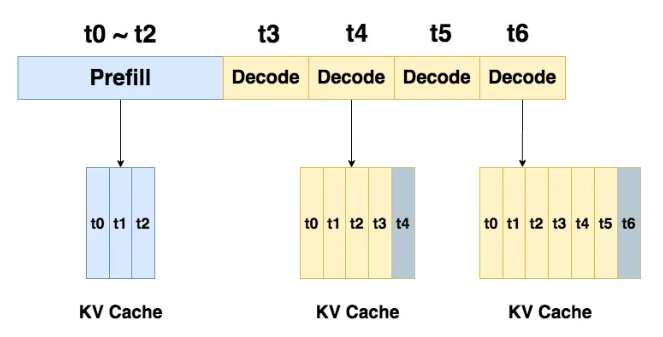 t0 ~ t2 t3 t4 t5 t6
Prefill Decode Decode Decode Decode
t0 t1 t2 t0 t1 t2 t3 t4 t0 t1 t2 t3 t4 t5 t6
KV Cache KV Cache KV Cache